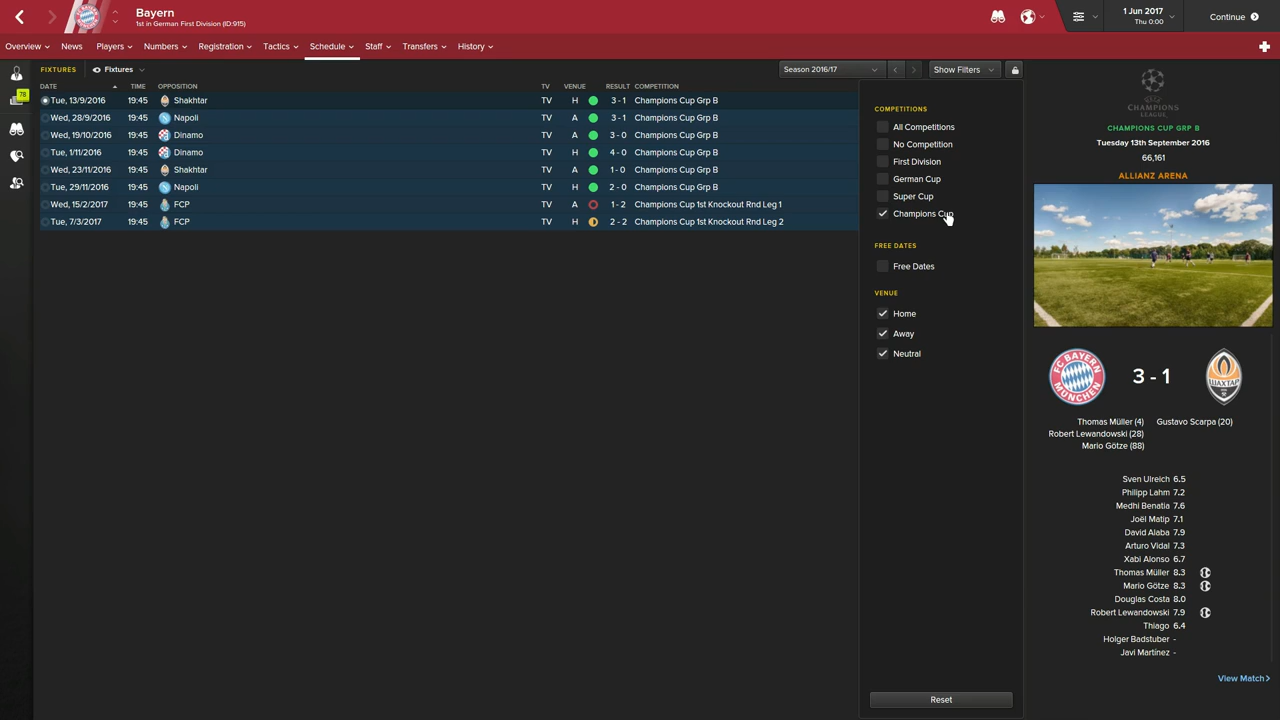 Bayern
1st in German First Division (ID:915)
1 Jun 2017
Thu 0:00
Continue
Overview
News
Players
Numbers
Registration
Tactics
Schedule
Staff
Transfers
History
78
FIXTURES
Fixtures
Season 2016/17
Show Filters
DATE TIME OPPOSITION TV VENUE RESULT COMPETITION
Tue, 13/9/2016 19:45 Shakhtar TV H 3 - 1 Champions Cup Grp B
Wed, 28/9/2016 19:45 Napoli TV A 3 - 1 Champions Cup Grp B
Wed, 19/10/2016 19:45 Dinamo TV A 3 - 0 Champions Cup Grp B
Tue, 1/11/2016 19:45 Dinamo TV H 4 - 0 Champions Cup Grp B
Wed, 23/11/2016 19:45 Shakhtar TV A 1 - 0 Champions Cup Grp B
Tue, 29/11/2016 19:45 Napoli TV H 2 - 0 Champions Cup Grp B
Wed, 15/2/2017 19:45 FCP TV A 1 - 2 Champions Cup 1st Knockout Rnd Leg 1
Tue, 7/3/2017 19:45 FCP TV H 2 - 2 Champions Cup 1st Knockout Rnd Leg 2
COMPETITIONS
All Competitions
No Competition
First Division
German Cup
Super Cup
Champions Cup
FREE DATES
Free Dates
VENUE
Home
Away
Neutral
Reset
CHAMPIONS
LEAGUE
CHAMPIONS CUP GRP B
Tuesday 13th September 2016
66,161
ALLIANZ ARENA
FC BAYERN
MÜNCHEN
3 - 1
ШАХТАР
Thomas Müller (4) Gustavo Scarpa (20)
Robert Lewandowski (28)
Mario Götze (88)
Sven Ulreich 6.5
Philipp Lahm 7.2
Medhi Benatia 7.6
Joël Matip 7.1
David Alaba 7.9
Arturo Vidal 7.3
Xabi Alonso 6.7
Thomas Müller 8.3
Mario Götze 8.3
Douglas Costa 8.0
Robert Lewandowski 7.9
Thiago 6.4
Holger Badstuber -
Javi Martínez -
View Match